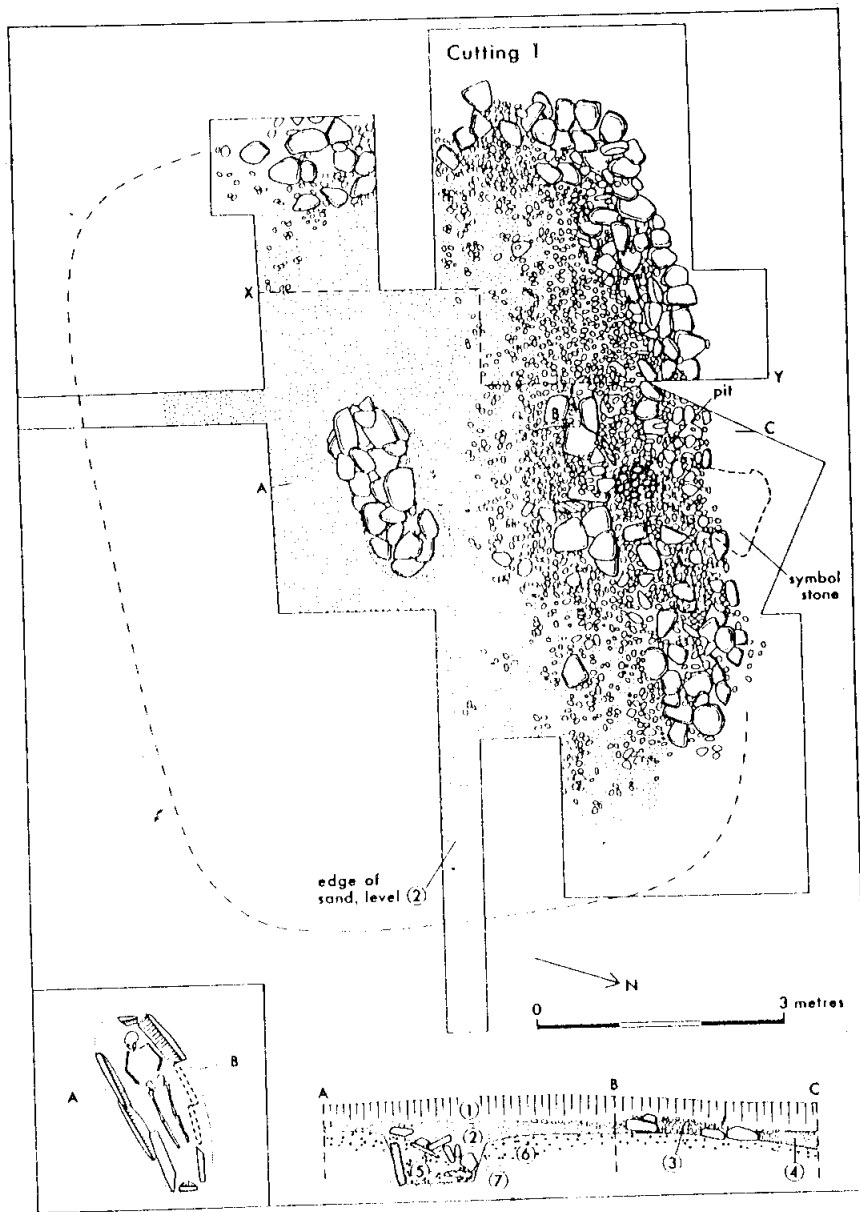 Cutting 1
X
Y
pit
B
C
A
symbol
stone
edge of
sand, level (2)
N
0 3 metres
A B
A B C
(1)
(2)
(3)
(4)
(5)
(6)
(7)